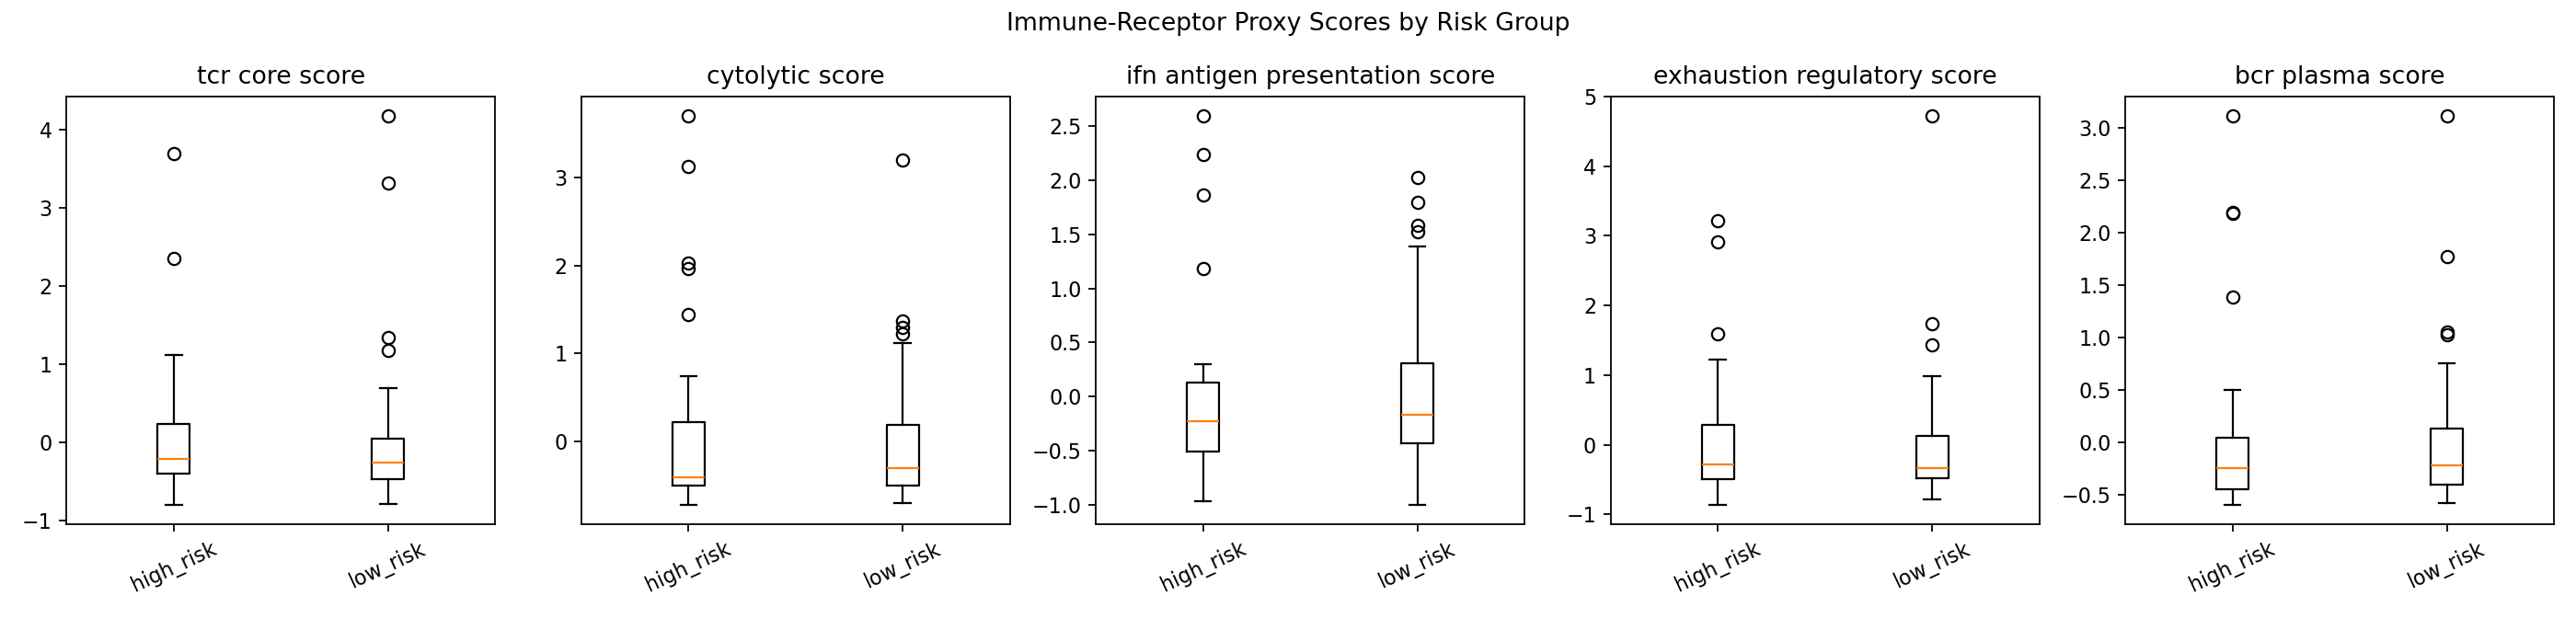 Immune-Receptor Proxy Scores by Risk Group
tcr core score
4
3
2
1
0
−1
high_risk
low_risk
cytolytic score
3
2
1
0
high_risk
low_risk
ifn antigen presentation score
2.5
2.0
1.5
1.0
0.5
0.0
−0.5
−1.0
high_risk
low_risk
exhaustion regulatory score
5
4
3
2
1
0
−1
high_risk
low_risk
bcr plasma score
3.0
2.5
2.0
1.5
1.0
0.5
0.0
−0.5
high_risk
low_risk